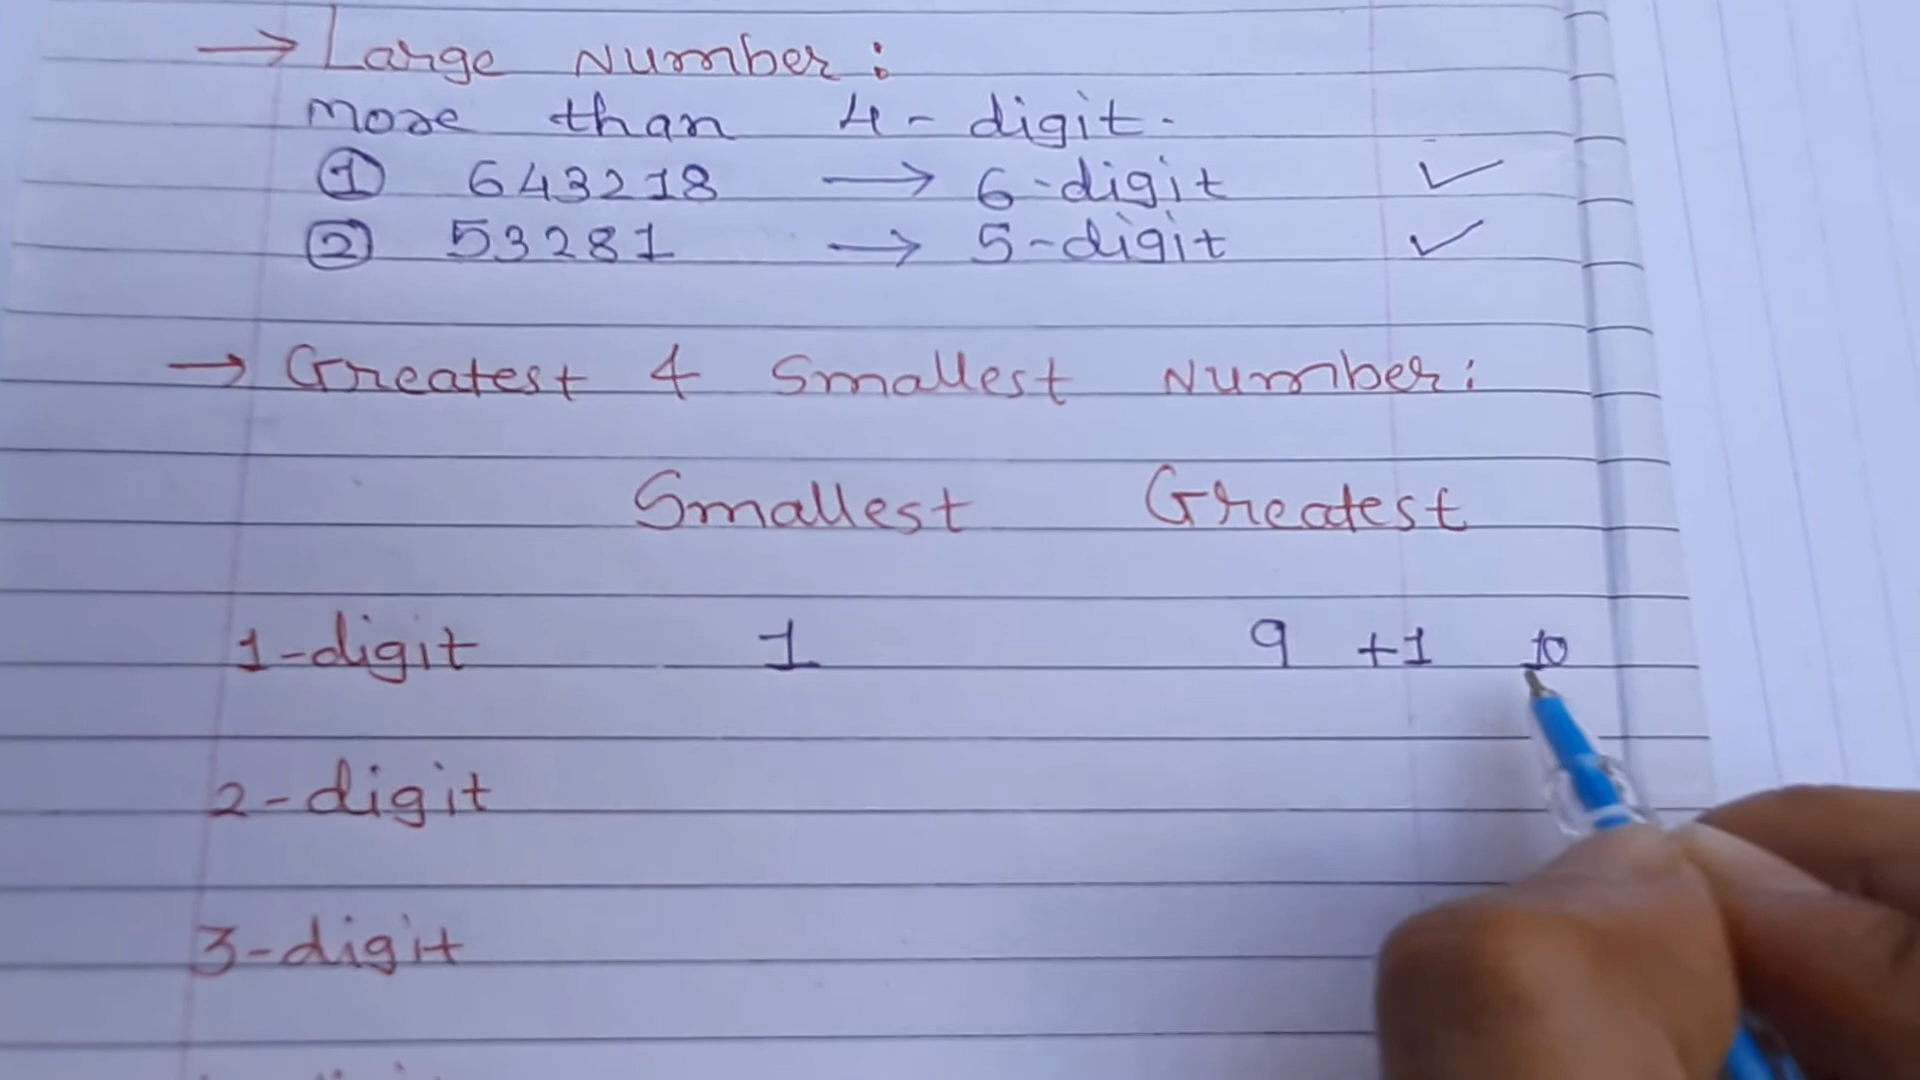 → Large Number:
more than 4-digit.
① 643218 → 6-digit ✓
② 53281 → 5-digit ✓
→ Greatest & Smallest Number:
Smallest Greatest
1-digit 1 9 +1 10
2-digit
3-digit